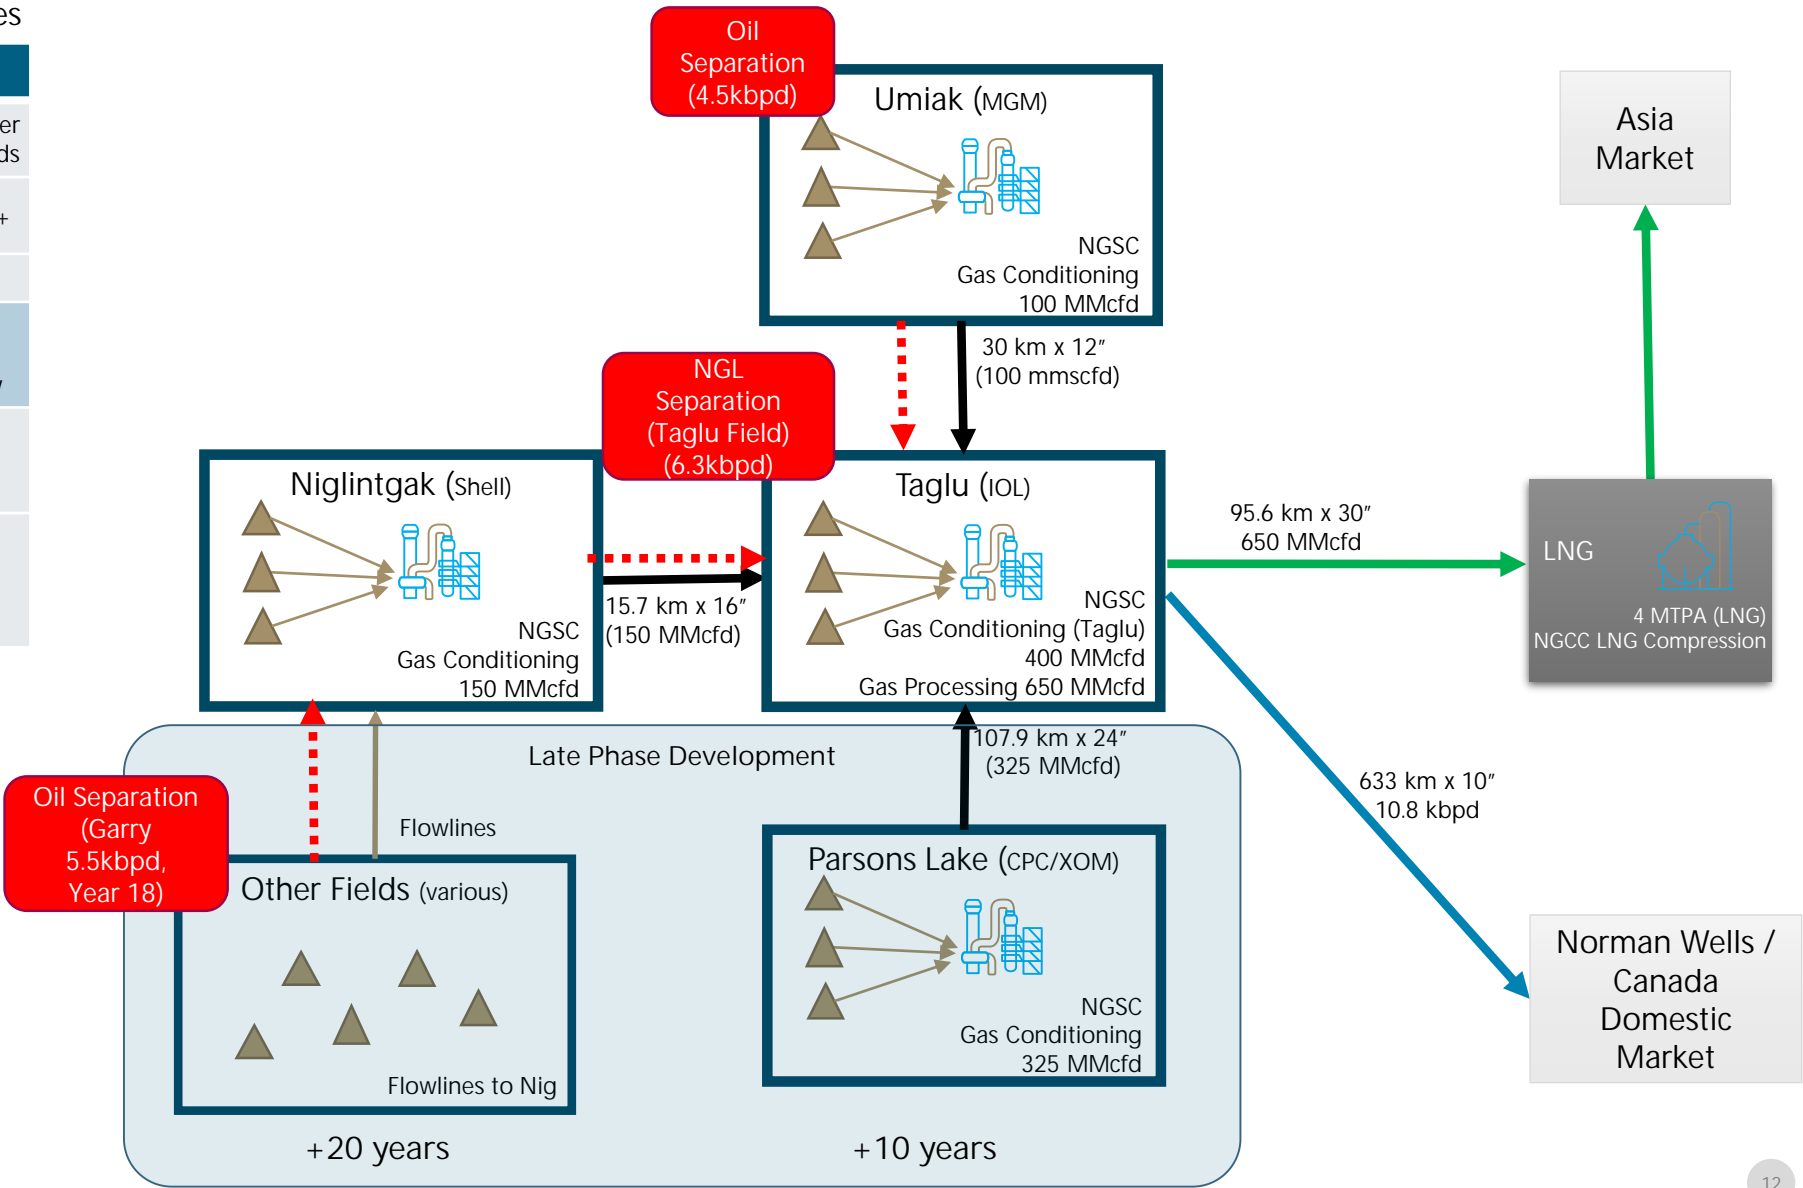 es
er
ds
+
Oil
Separation
(4.5kbpd)
Umiak (MGM)
NGSC
Gas Conditioning
100 MMcfd
30 km x 12"
(100 mmscfd)
NGL
Separation
(Taglu Field)
(6.3kbpd)
Niglintgak (Shell)
NGSC
Gas Conditioning
150 MMcfd
15.7 km x 16"
(150 MMcfd)
Taglu (IOL)
NGSC
Gas Conditioning (Taglu)
400 MMcfd
Gas Processing 650 MMcfd
95.6 km x 30"
650 MMcfd
Asia
Market
LNG
4 MTPA (LNG)
NGCC LNG Compression
Late Phase Development
107.9 km x 24"
(325 MMcfd)
633 km x 10"
10.8 kbpd
Oil Separation
(Garry
5.5kbpd,
Year 18)
Flowlines
Other Fields (various)
Flowlines to Nig
+20 years
Parsons Lake (CPC/XOM)
NGSC
Gas Conditioning
325 MMcfd
+10 years
Norman Wells /
Canada
Domestic
Market
12